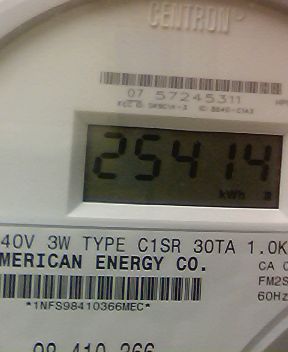 CENTRON
07 57245311
25414
kWh
40V 3W TYPE C1SR 30TA 1.0K
MERICAN ENERGY CO.
CA 0
FM2S
60Hz
*1NFS98410366MEC*
98 410 366